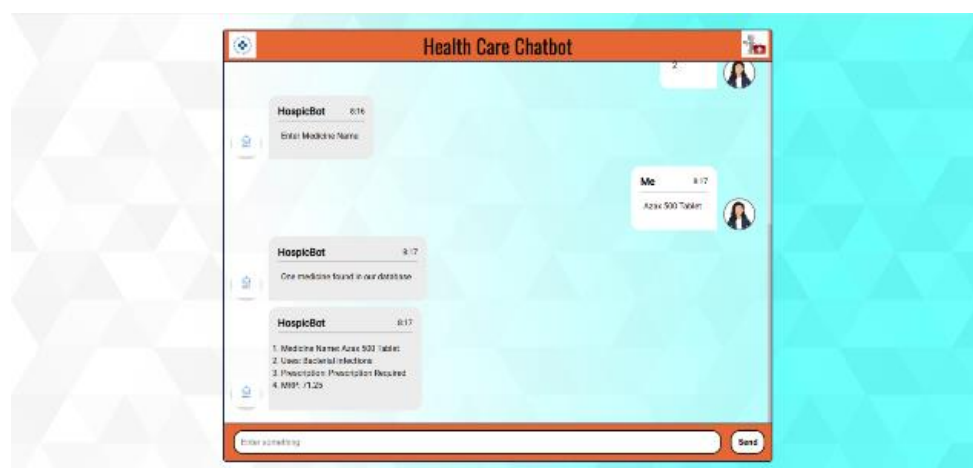 Health Care Chatbot
2
HospicBot 8:16
Enter Medicine Name
Me 8:17
Azax 500 Tablet
HospicBot 8:17
One medicine found in our database
HospicBot 8:17
1. Medicine Name: Azax 500 Tablet
2. Uses: Bacterial Infections
3. Prescription: Prescription Required
4. MRP: 71.25
Enter something
Send